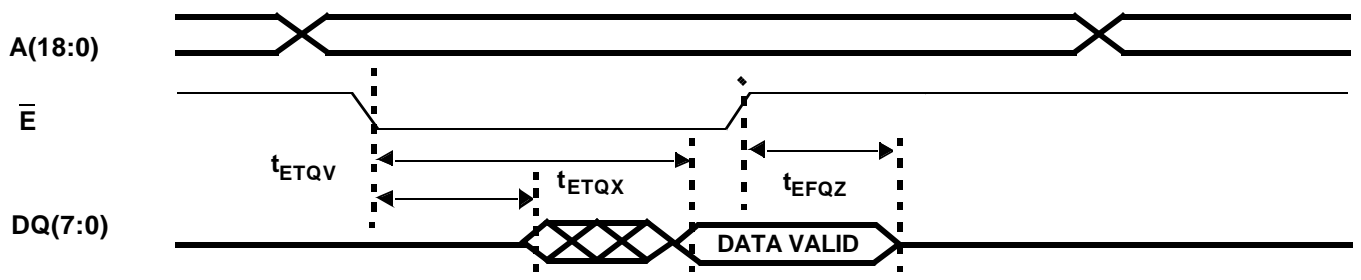 A(18:0)
E̅
tETQV
tETQX
tEFQZ
DQ(7:0)
DATA VALID